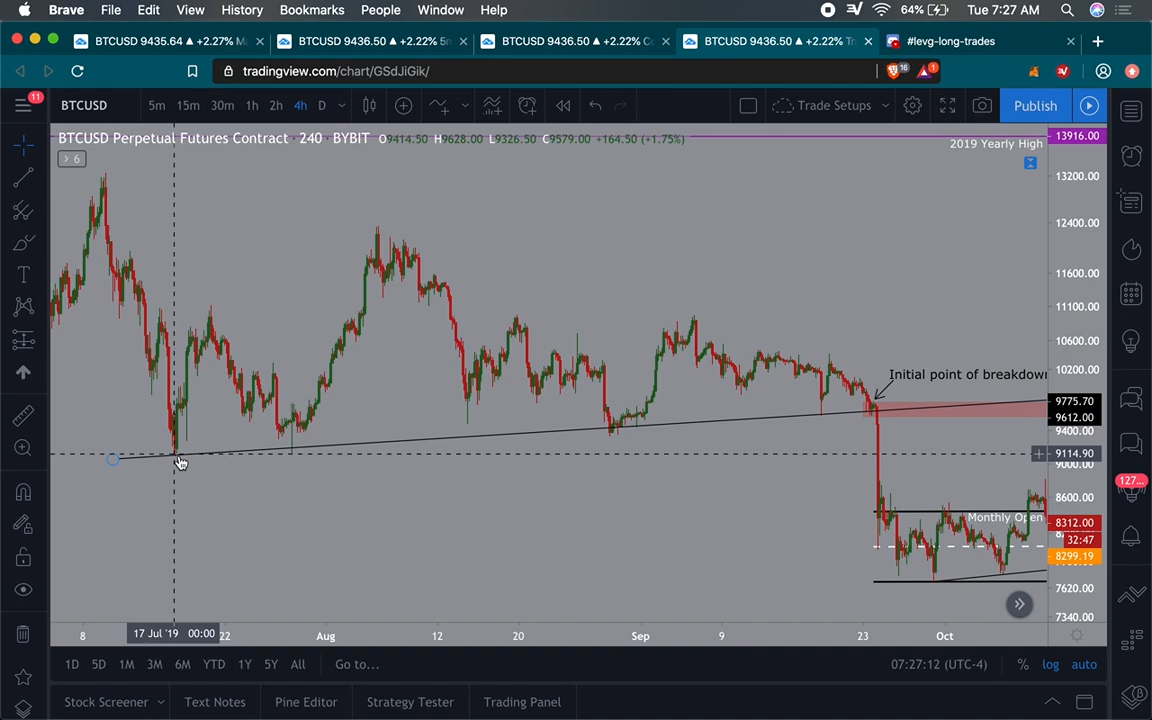 Brave File Edit View History Bookmarks People Window Help 64% Tue 7:27 AM
BTCUSD 9435.64 ▲ +2.27% M × BTCUSD 9436.50 ▲ +2.22% 5m × BTCUSD 9436.50 ▲ +2.22% C × BTCUSD 9436.50 ▲ +2.22% Tr × #levg-long-trades × +
tradingview.com/chart/GSdJiGik/ 16 1
11 BTCUSD 5m 15m 30m 1h 2h 4h D Trade Setups Publish
BTCUSD Perpetual Futures Contract · 240 · BYBIT O9414.50 H9628.00 L9326.50 C9579.00 +164.50 (+1.75%)
13916.00
2019 Yearly High
> 6
13200.00
12400.00
11600.00
11100.00
10600.00
10200.00
Initial point of breakdown
9775.70
9612.00
9400.00
9114.90
9000.00
127...
8600.00
Monthly Open
8312.00
32:47
8299.19
7620.00
7340.00
8 17 Jul '19 00:00 22 Aug 12 20 Sep 9 23 Oct
1D 5D 1M 3M 6M YTD 1Y 5Y All Go to... 07:27:12 (UTC-4) % log auto
Stock Screener Text Notes Pine Editor Strategy Tester Trading Panel